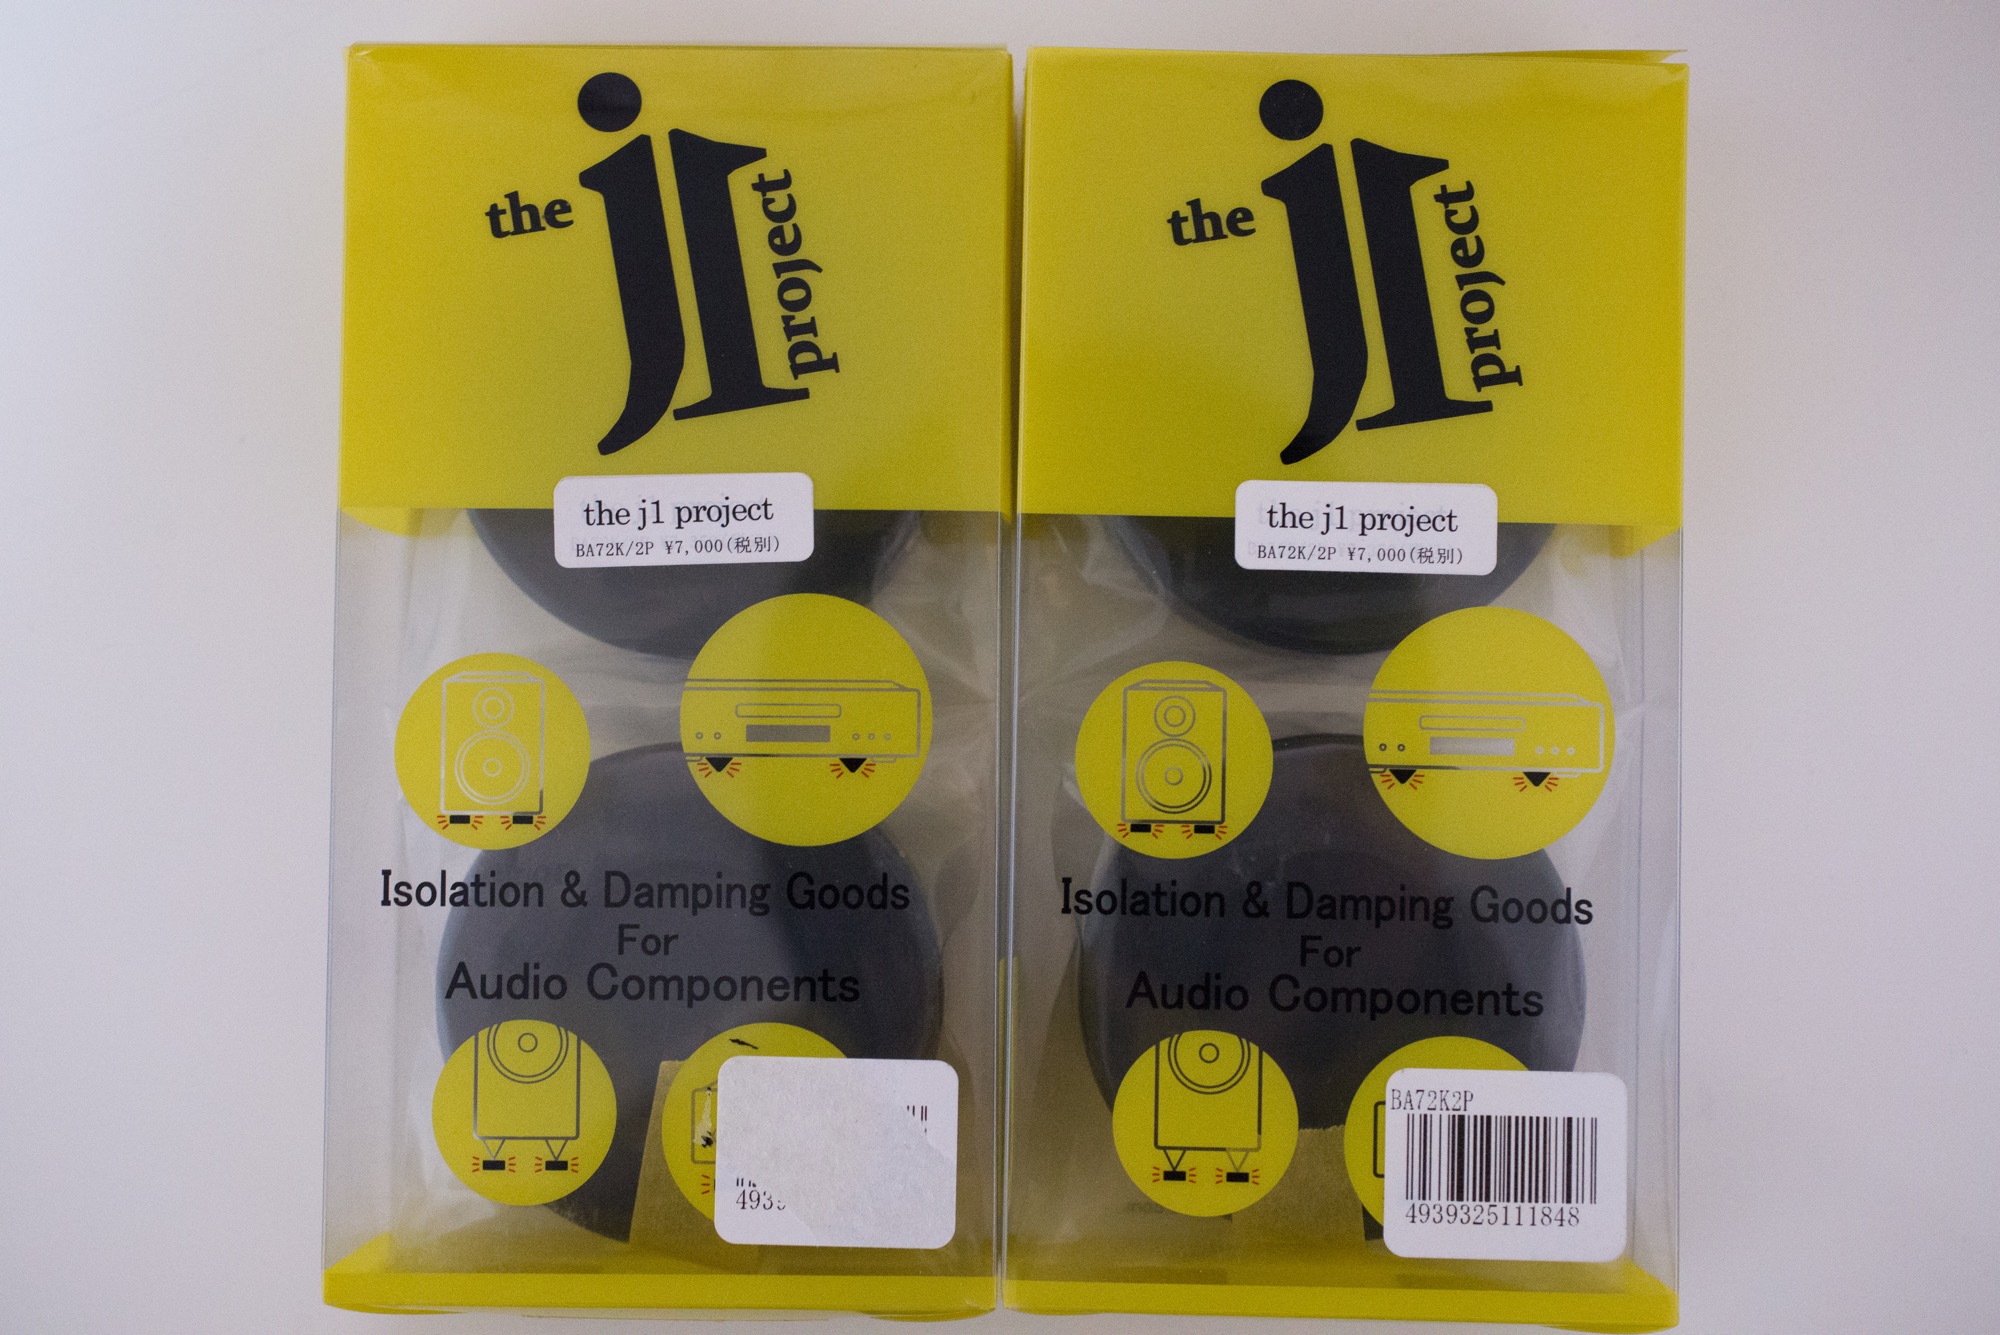 the
j1
project
the j1 project
BA72K/2P ¥7,000(税別)
Isolation & Damping Goods
For
Audio Components
the
j1
project
the j1 project
BA72K/2P ¥7,000(税別)
Isolation & Damping Goods
For
Audio Components
BA72K2P
4939325111848